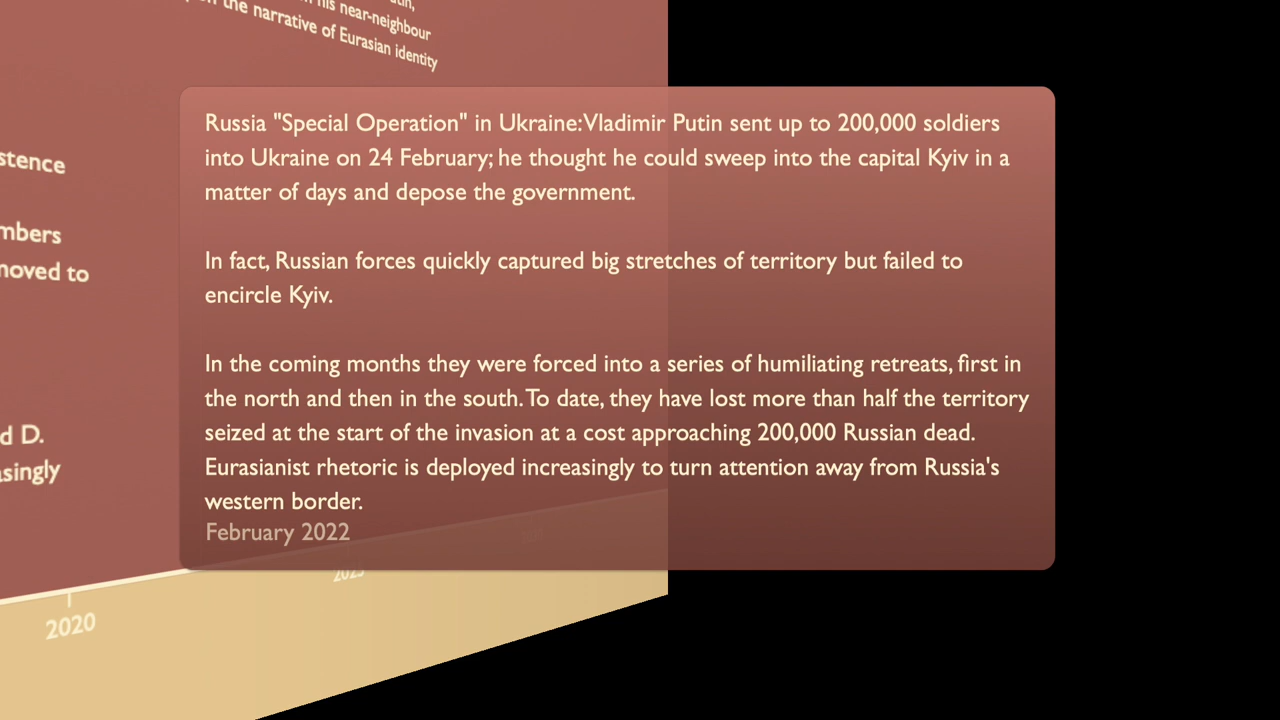 the narrative of Eurasian identity
his near-neighbour
Russia "Special Operation" in Ukraine:Vladimir Putin sent up to 200,000 soldiers
into Ukraine on 24 February; he thought he could sweep into the capital Kyiv in a
matter of days and depose the government.
In fact, Russian forces quickly captured big stretches of territory but failed to
encircle Kyiv.
In the coming months they were forced into a series of humiliating retreats, first in
the north and then in the south. To date, they have lost more than half the territory
seized at the start of the invasion at a cost approaching 200,000 Russian dead.
Eurasianist rhetoric is deployed increasingly to turn attention away from Russia's
western border.
February 2022
stence
mbers
moved to
d D.
asingly
2020